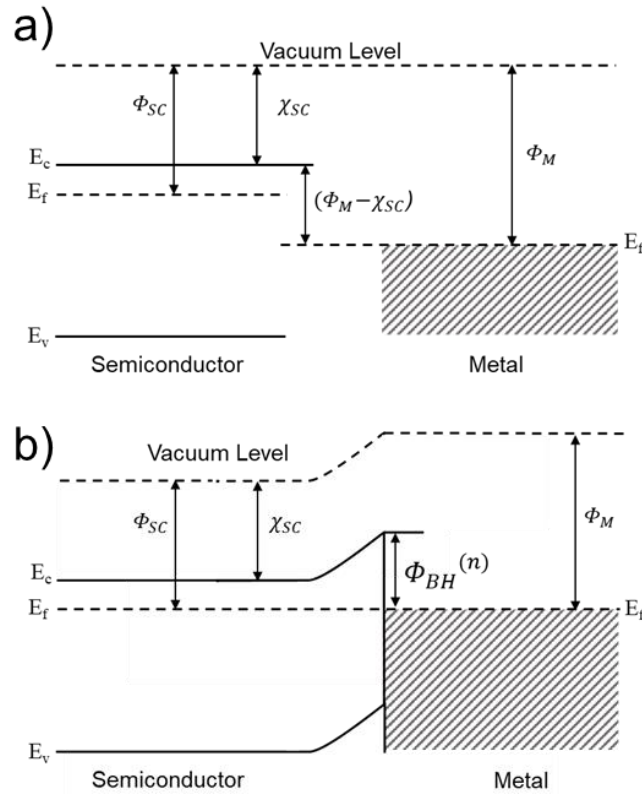 a)
Vacuum Level
Φ_SC
χ_SC
Φ_M
E_c
E_f
(Φ_M−χ_SC)
E_f
E_v
Semiconductor
Metal
b)
Vacuum Level
Φ_SC
χ_SC
Φ_M
E_c
Φ_BH^(n)
E_f
E_f
E_v
Semiconductor
Metal